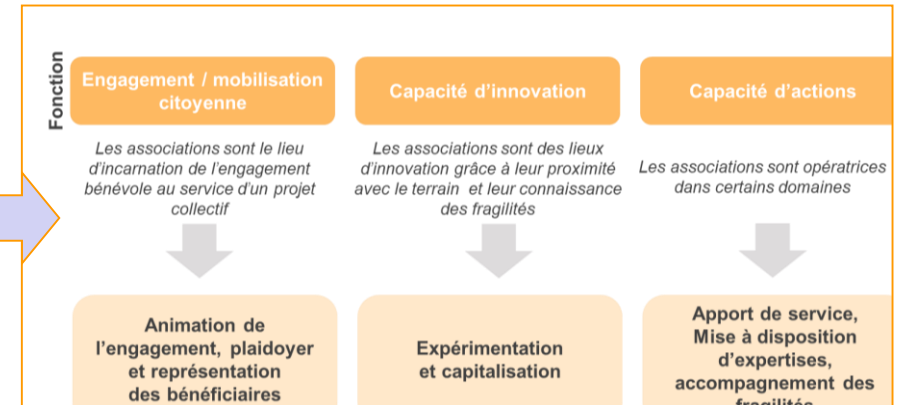 Fonction
Engagement / mobilisation
citoyenne
Les associations sont le lieu
d'incarnation de l'engagement
bénévole au service d'un projet
collectif
Animation de
l'engagement, plaidoyer
et représentation
des bénéficiaires
Capacité d'innovation
Les associations sont des lieux
d'innovation grâce à leur proximité
avec le terrain et leur connaissance
des fragilités
Expérimentation
et capitalisation
Capacité d'actions
Les associations sont opératrices
dans certains domaines
Apport de service,
Mise à disposition
d'expertises,
accompagnement des
fragilités